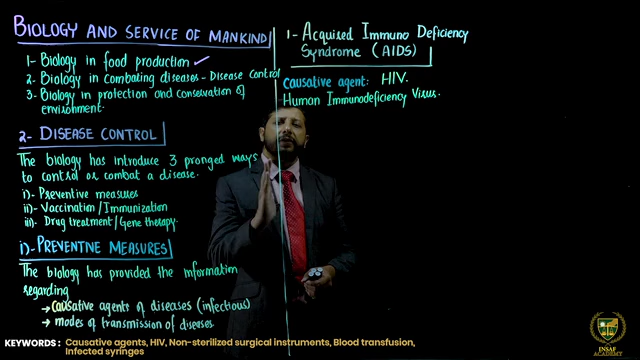 BIOLOGY AND SERVICE OF MANKIND
1- Biology in food production ✓
2- Biology in combating diseases - Disease control
3- Biology in protection and conservation of
environment.
2- DISEASE CONTROL
The biology has introduce 3 pronged ways
to control or combat a disease.
i)- Preventive measures
ii)- Vaccination/Immunization
iii)- Drug treatment/Gene therapy.
i)- PREVENTIVE MEASURES
The biology has provided the information
regarding
→ causative agents of diseases (infectious)
→ modes of transmission of diseases
1- Acquired Immuno Deficiency
Syndrome (AIDS)
Causative agent: HIV.
Human Immunodeficiency Virus.
KEYWORDS : Causative agents, HIV, Non-sterilized surgical instruments, Blood transfusion,
Infected syringes
INSAF
ACADEMY